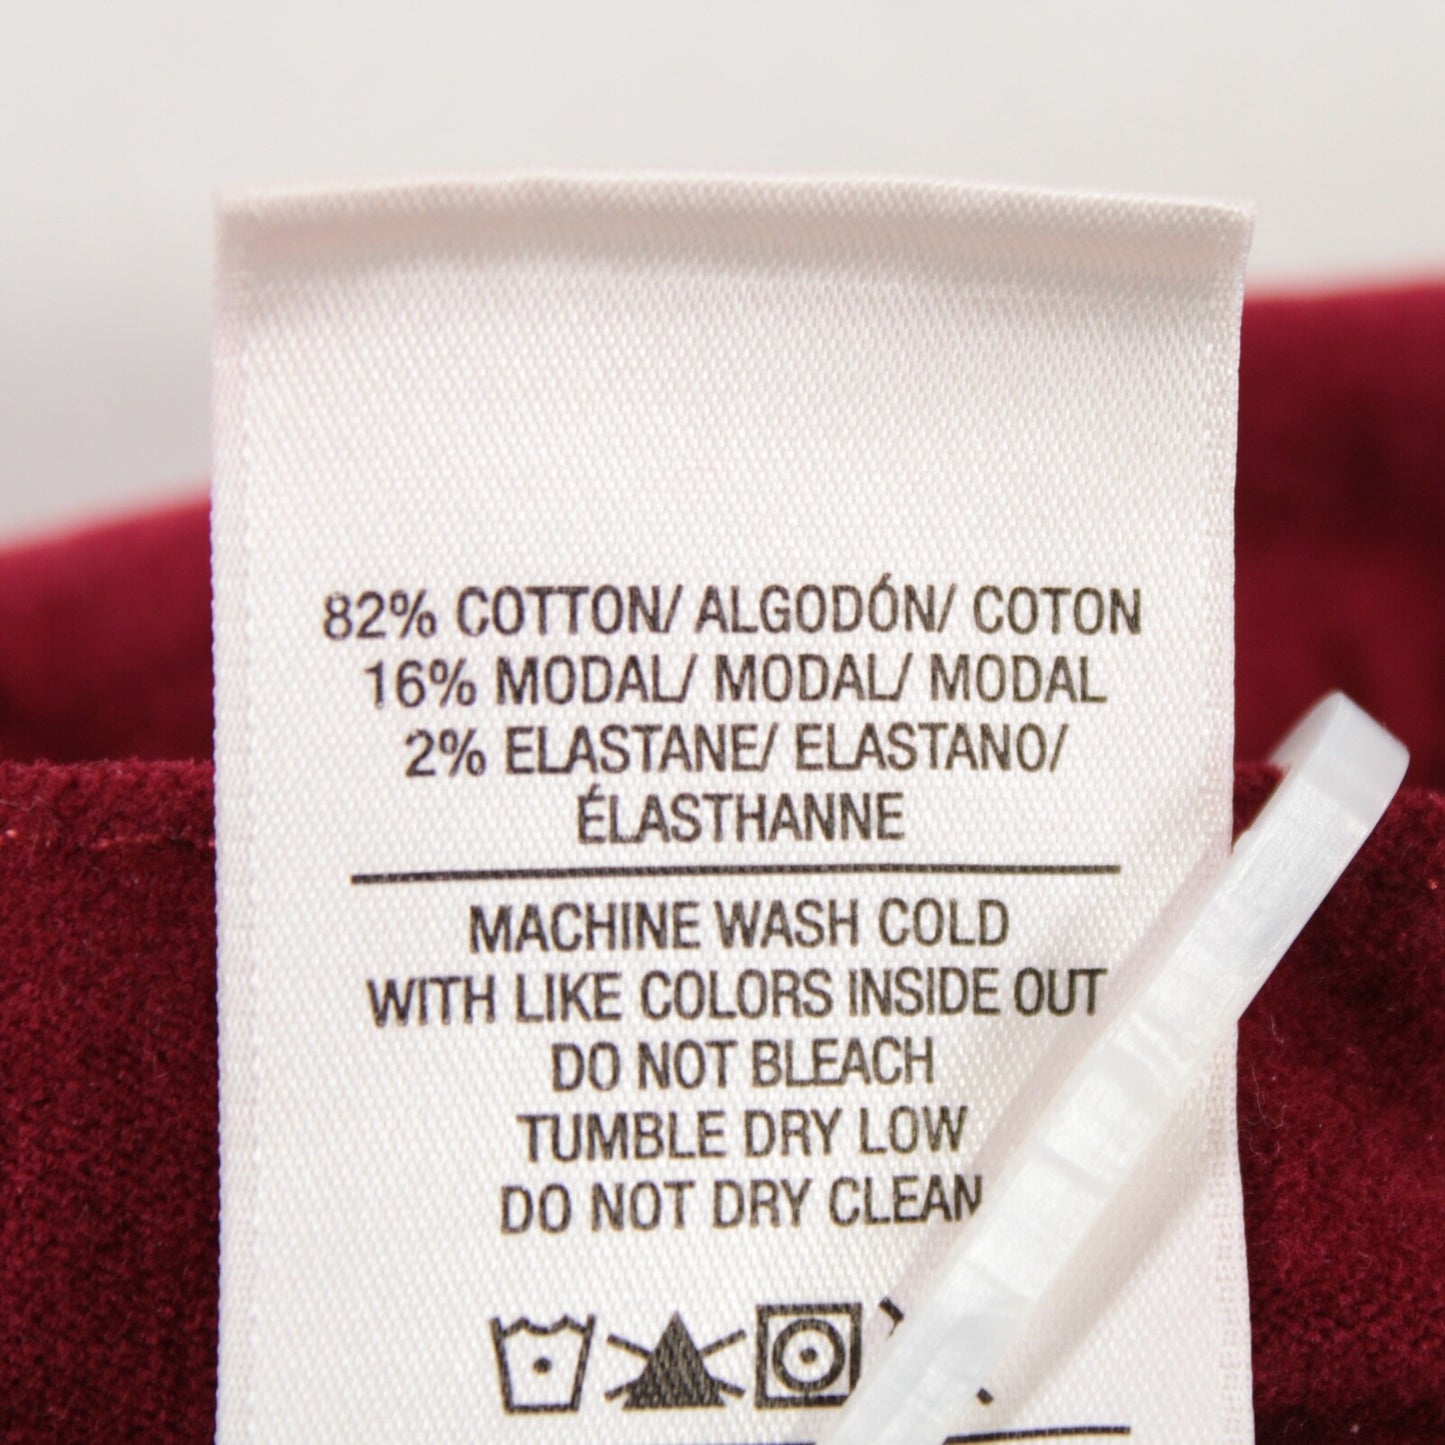 82% COTTON/ ALGODÓN/ COTON
16% MODAL/ MODAL/ MODAL
2% ELASTANE/ ELASTANO/
ÉLASTHANNE
MACHINE WASH COLD
WITH LIKE COLORS INSIDE OUT
DO NOT BLEACH
TUMBLE DRY LOW
DO NOT DRY CLEAN